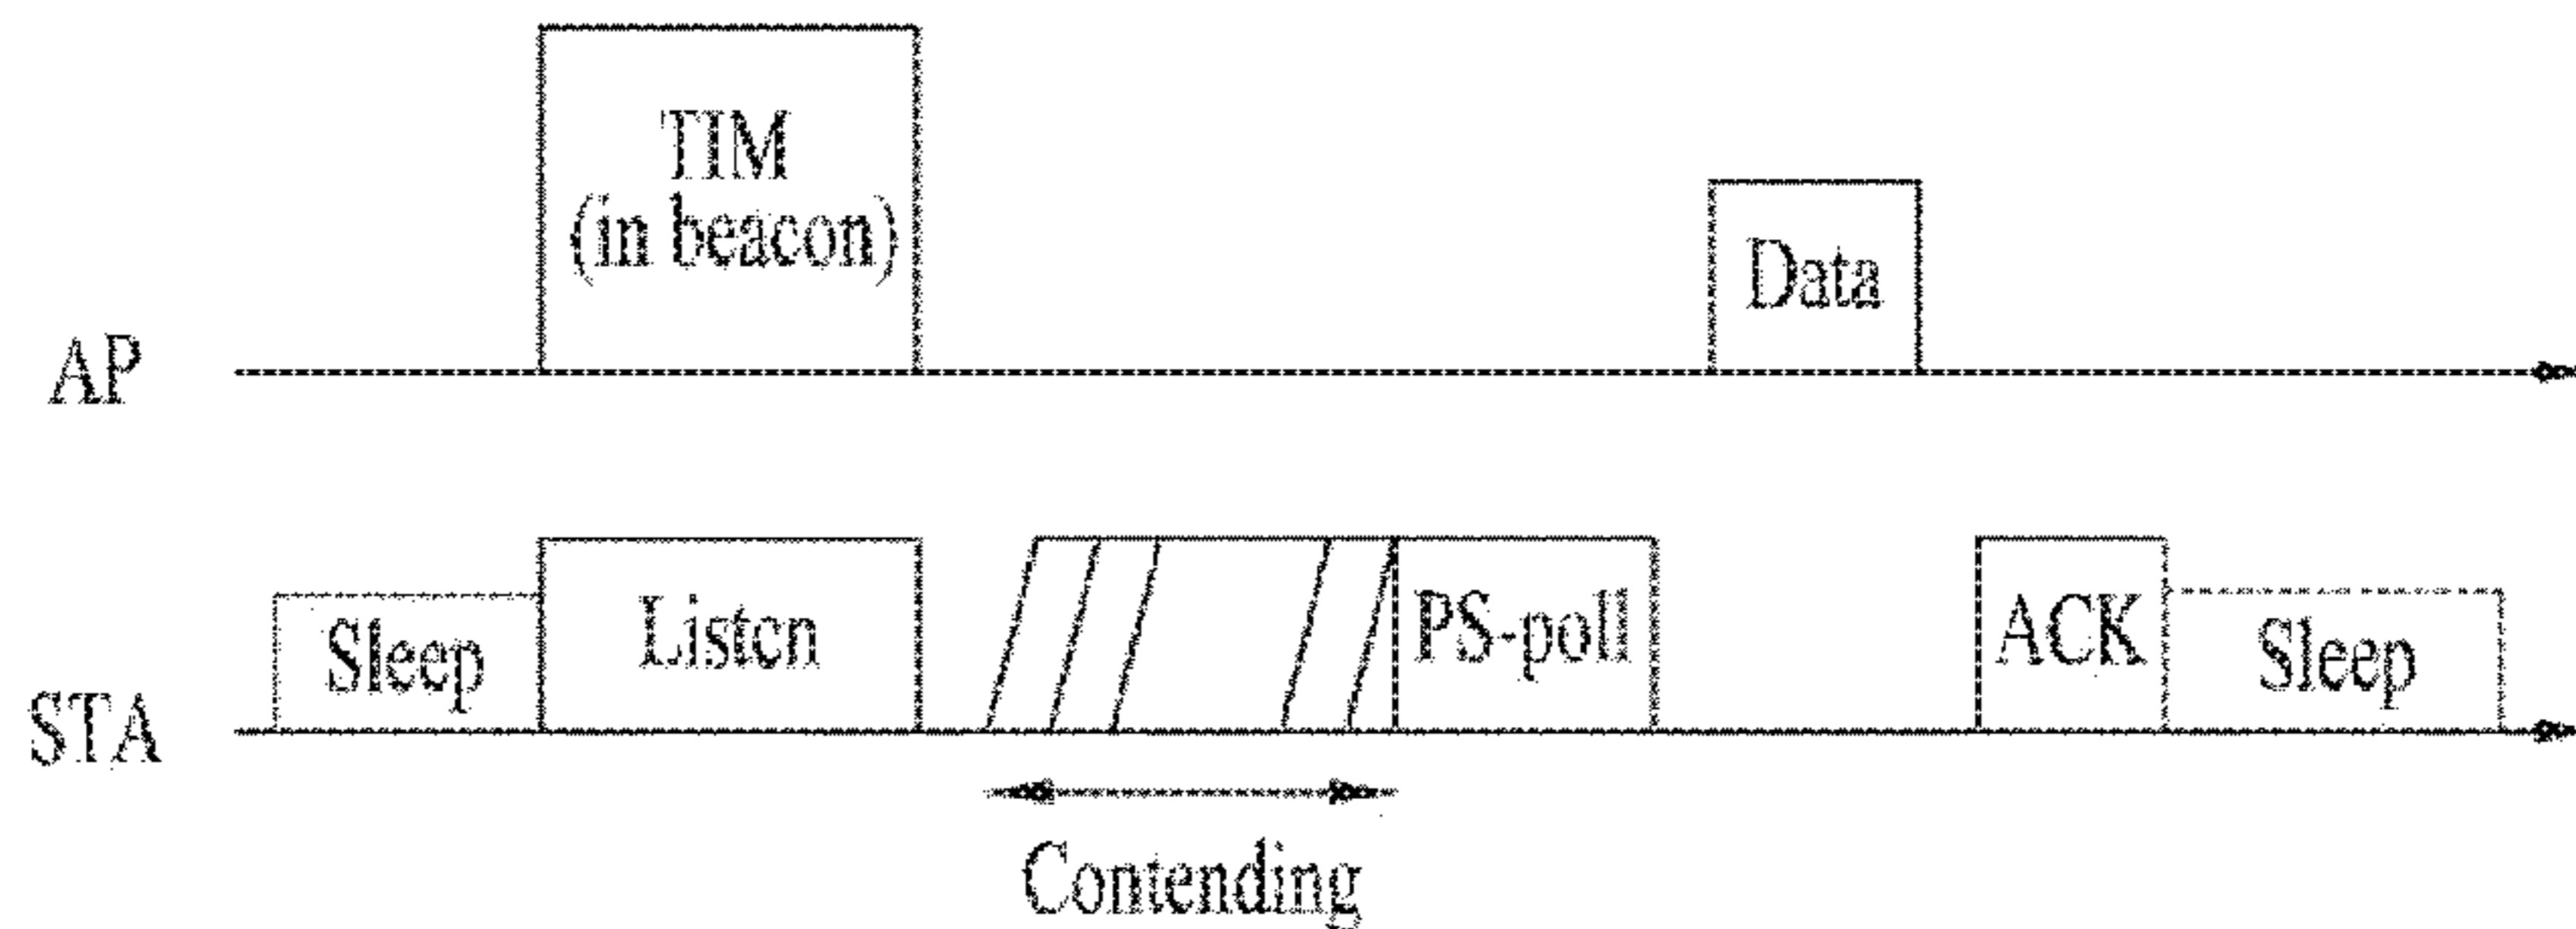 TIM
(in beacon)
Data
AP
Sleep
Listen
PS-poll
ACK
Sleep
STA
Contending